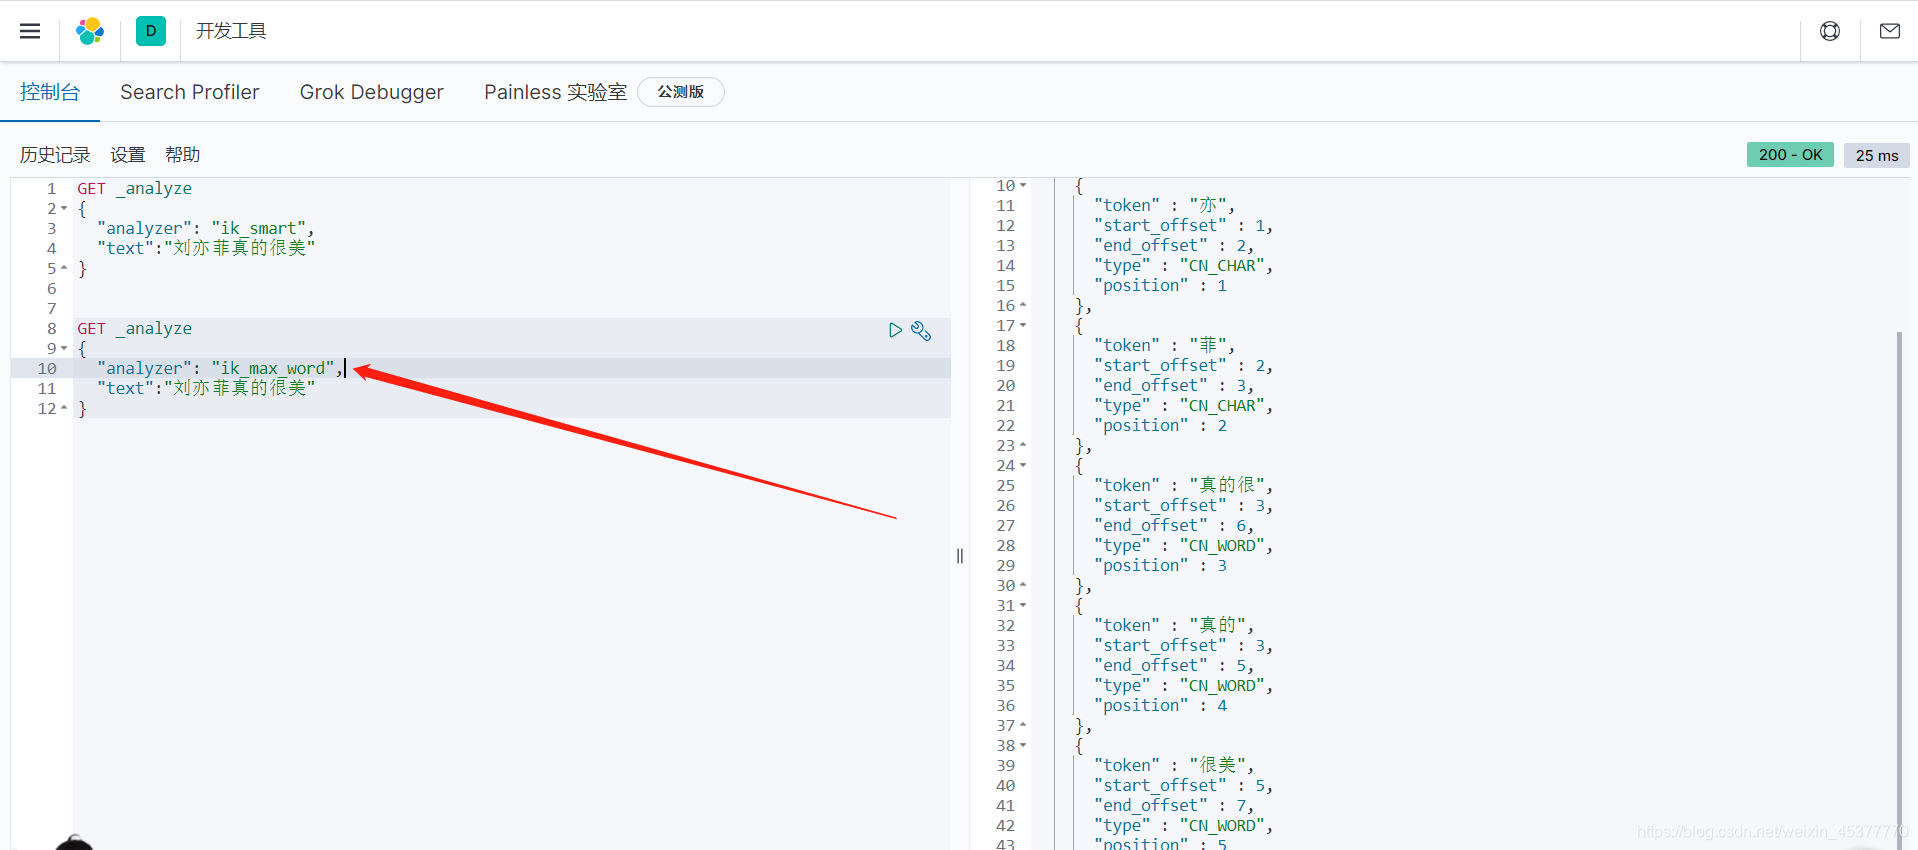 D 开发工具
控制台 Search Profiler Grok Debugger Painless 实验室 公测版
历史记录 设置 帮助
200 - OK 25 ms
1 GET _analyze
2 {
3 "analyzer": "ik_smart",
4 "text":"刘亦菲真的很美"
5 }
6
7
8 GET _analyze
9 {
10 "analyzer": "ik_max_word",
11 "text":"刘亦菲真的很美"
12 }
10 {
11 "token" : "亦",
12 "start_offset" : 1,
13 "end_offset" : 2,
14 "type" : "CN_CHAR",
15 "position" : 1
16 },
17 {
18 "token" : "菲",
19 "start_offset" : 2,
20 "end_offset" : 3,
21 "type" : "CN_CHAR",
22 "position" : 2
23 },
24 {
25 "token" : "真的很",
26 "start_offset" : 3,
27 "end_offset" : 6,
28 "type" : "CN_WORD",
29 "position" : 3
30 },
31 {
32 "token" : "真的",
33 "start_offset" : 3,
34 "end_offset" : 5,
35 "type" : "CN_WORD",
36 "position" : 4
37 },
38 {
39 "token" : "很美",
40 "start_offset" : 5,
41 "end_offset" : 7,
42 "type" : "CN_WORD",
43 "position" : 5
https://blog.csdn.net/weixin_45377770